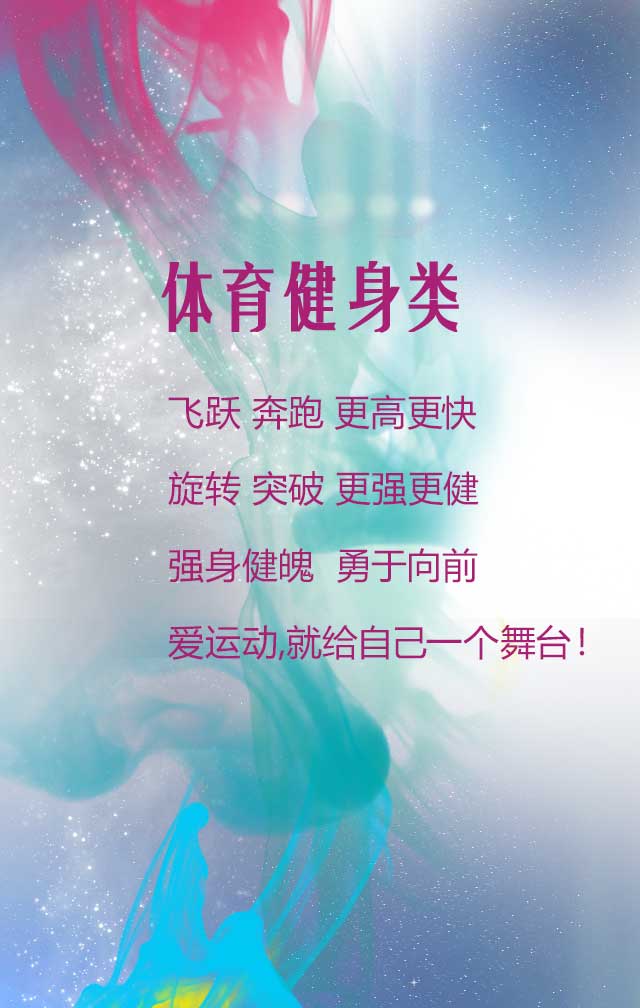 体育健身类
飞跃 奔跑 更高更快
旋转 突破 更强更健
强身健魄 勇于向前
爱运动,就给自己一个舞台!